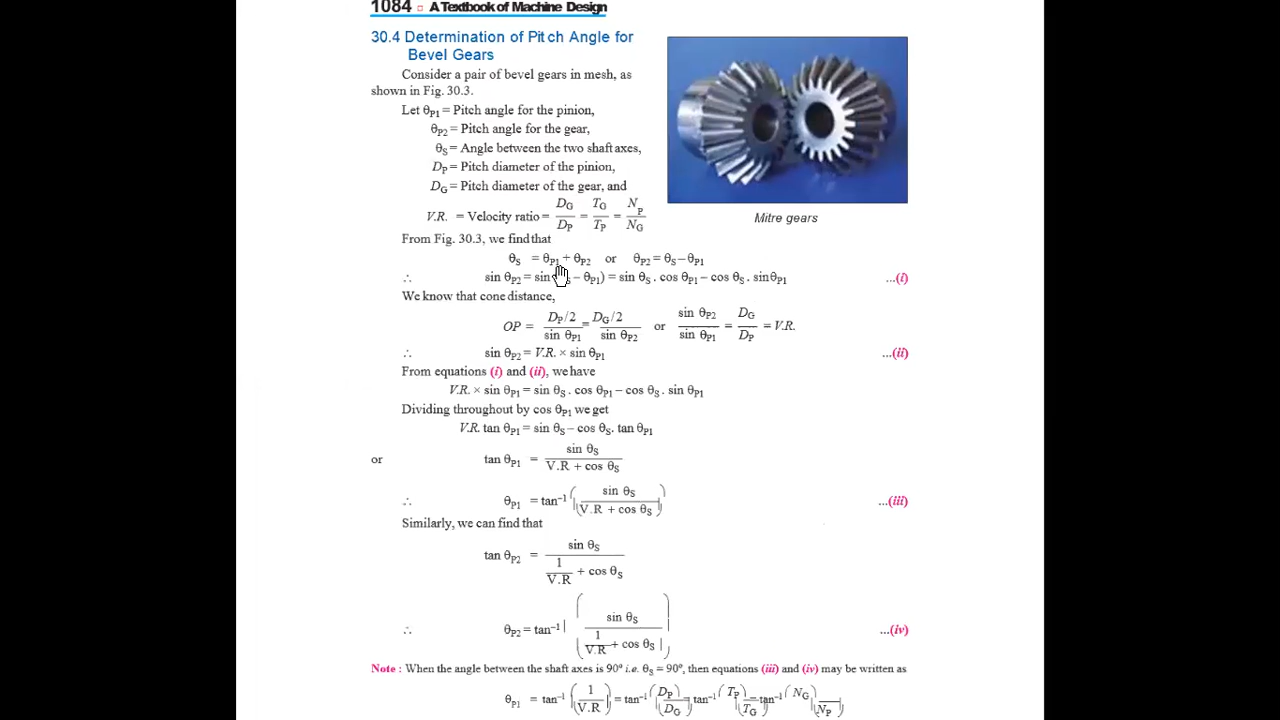 1084 □ A Textbook of Machine Design
30.4 Determination of Pitch Angle for
Bevel Gears
Consider a pair of bevel gears in mesh, as
shown in Fig. 30.3.
Let θP1 = Pitch angle for the pinion,
θP2 = Pitch angle for the gear,
θS = Angle between the two shaft axes,
DP = Pitch diameter of the pinion,
DG = Pitch diameter of the gear, and
V.R. = Velocity ratio = DG/DP = TG/TP = NP/NG
Mitre gears
From Fig. 30.3, we find that
θS = θP1 + θP2 or θP2 = θS – θP1
∴ sin θP2 = sin – θP1) = sin θS . cos θP1 – cos θS . sin θP1 ...(i)
We know that cone distance,
OP = DP/2 / sin θP1 = DG/2 / sin θP2 or sin θP2 / sin θP1 = DG/DP = V.R.
∴ sin θP2 = V.R. × sin θP1 ...(ii)
From equations (i) and (ii), we have
V.R. × sin θP1 = sin θS . cos θP1 – cos θS . sin θP1
Dividing throughout by cos θP1 we get
V.R. tan θP1 = sin θS – cos θS. tan θP1
or tan θP1 = sin θS / V.R + cos θS
∴ θP1 = tan–1 ( sin θS / V.R + cos θS ) ...(iii)
Similarly, we can find that
tan θP2 = sin θS / 1/V.R + cos θS
∴ θP2 = tan–1 ( sin θS / 1/V.R + cos θS ) ...(iv)
Note : When the angle between the shaft axes is 90° i.e. θS = 90°, then equations (iii) and (iv) may be written as
θP1 = tan–1 ( 1/V.R ) = tan–1 ( DP/DG ) = tan–1 ( TP/TG ) = tan–1 ( NG/NP )